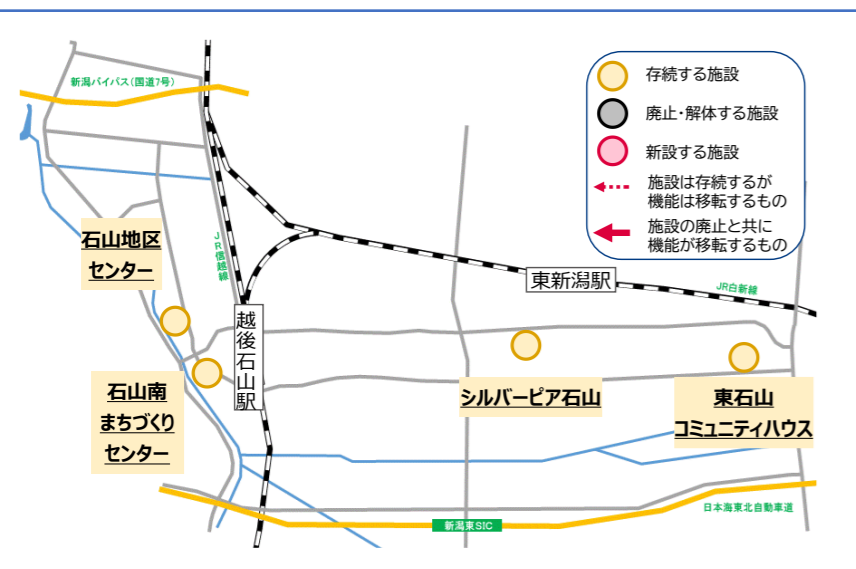 新潟バイパス(国道7号)
存続する施設
廃止・解体する施設
新設する施設
施設は存続するが
機能は移転するもの
施設の廃止と共に
機能が移転するもの
石山地区
センター
JR信越線
東新潟駅
JR白新線
越後石山駅
石山南
まちづくり
センター
シルバーピア石山
東石山
コミュニティハウス
日本海東北自動車道
新潟東SIC